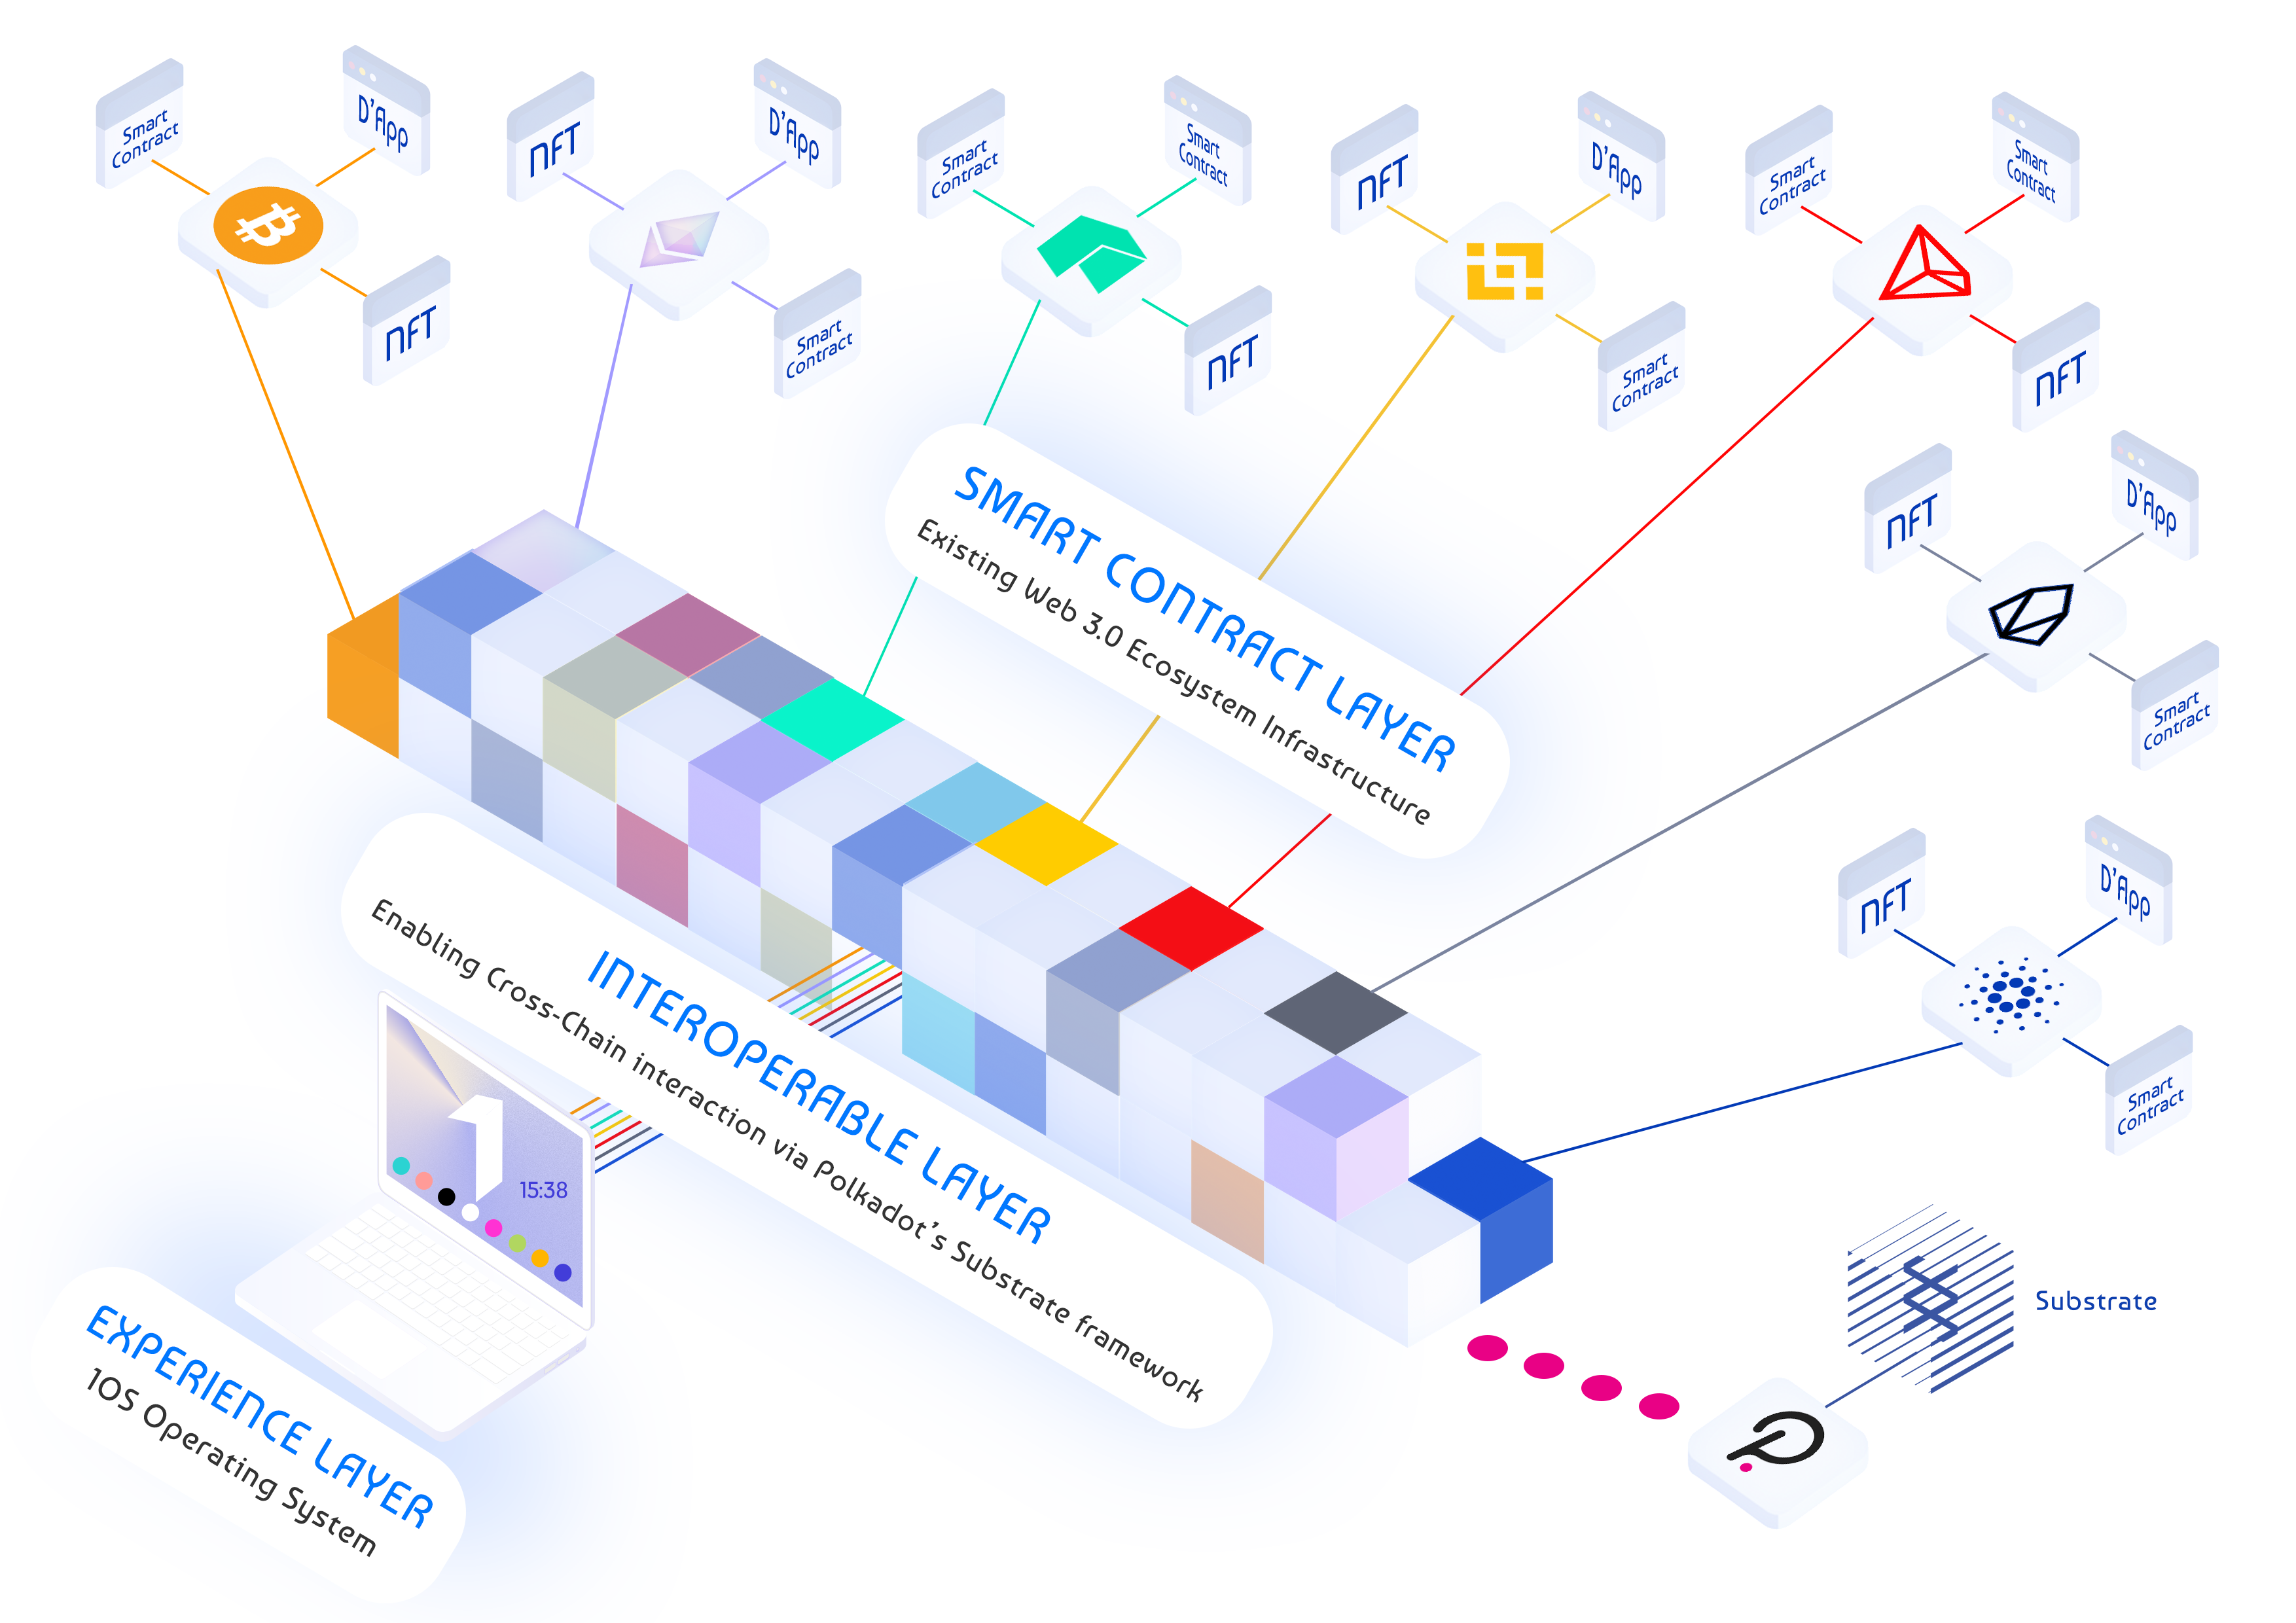 Smart
Contract
D'App
NFT
NFT
D'App
Smart
Contract
Smart
Contract
Smart
Contract
NFT
NFT
D'App
Smart
Contract
Smart
Contract
Smart
Contract
NFT
NFT
D'App
Smart
Contract
NFT
D'App
Smart
Contract
SMART CONTRACT LAYER
Existing Web 3.0 Ecosystem Infrastructure
INTEROPERABLE LAYER
Enabling Cross-Chain interaction via Polkadot's Substrate framework
1
15:38
EXPERIENCE LAYER
1OS Operating System
Substrate